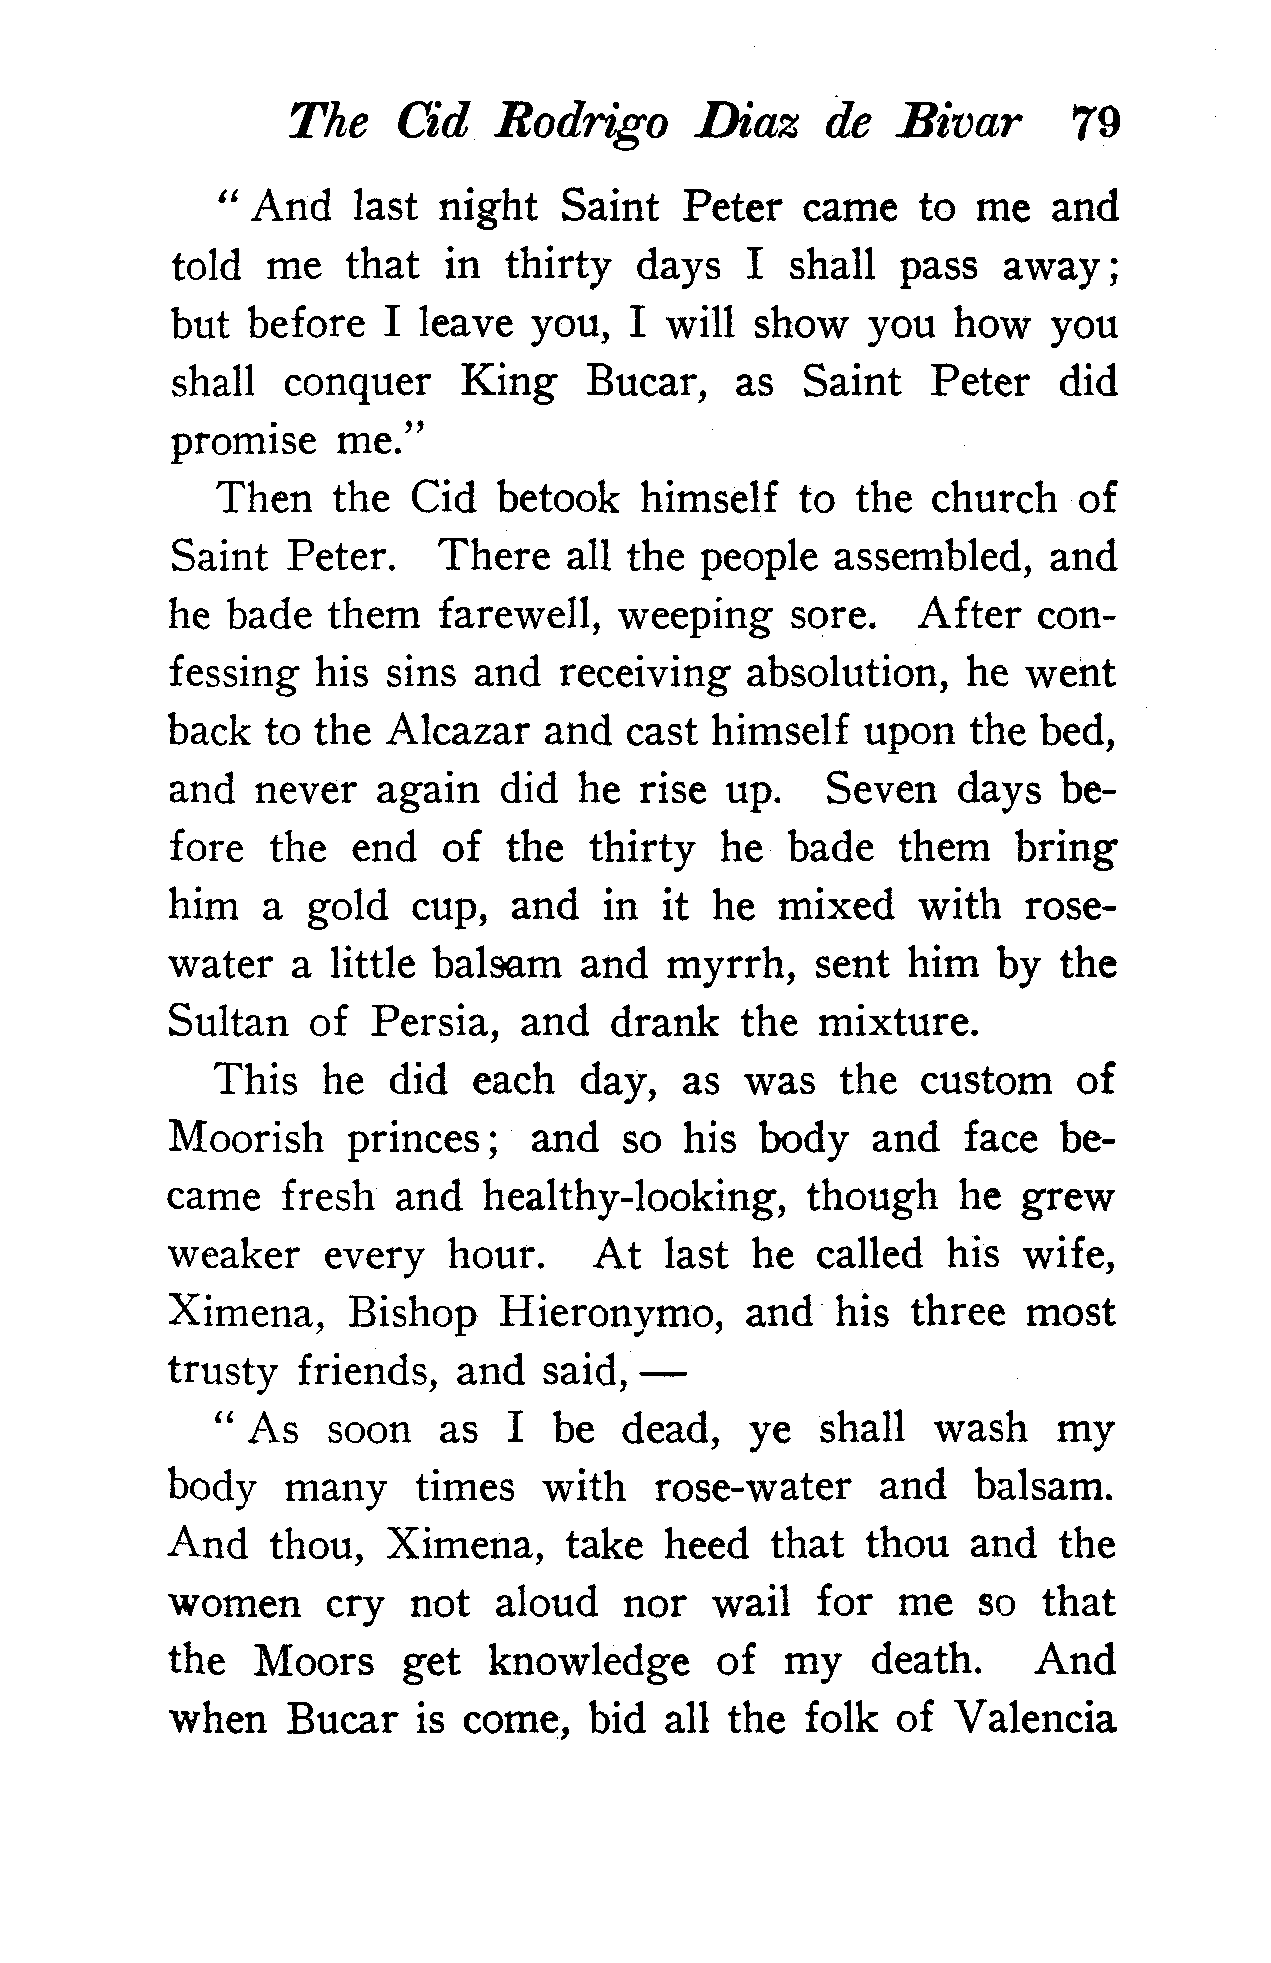 The Cid Rodrigo Diaz de Bivar 79
" And last night Saint Peter came to me and
told me that in thirty days I shall pass away;
but before I leave you, I will show you how you
shall conquer King Bucar, as Saint Peter did
promise me."
Then the Cid betook himself to the church of
Saint Peter. There all the people assembled, and
he bade them farewell, weeping sore. After con-
fessing his sins and receiving absolution, he went
back to the Alcazar and cast himself upon the bed,
and never again did he rise up. Seven days be-
fore the end of the thirty he bade them bring
him a gold cup, and in it he mixed with rose-
water a little balsam and myrrh, sent him by the
Sultan of Persia, and drank the mixture.
This he did each day, as was the custom of
Moorish princes; and so his body and face be-
came fresh and healthy-looking, though he grew
weaker every hour. At last he called his wife,
Ximena, Bishop Hieronymo, and his three most
trusty friends, and said, —
" As soon as I be dead, ye shall wash my
body many times with rose-water and balsam.
And thou, Ximena, take heed that thou and the
women cry not aloud nor wail for me so that
the Moors get knowledge of my death. And
when Bucar is come, bid all the folk of Valencia